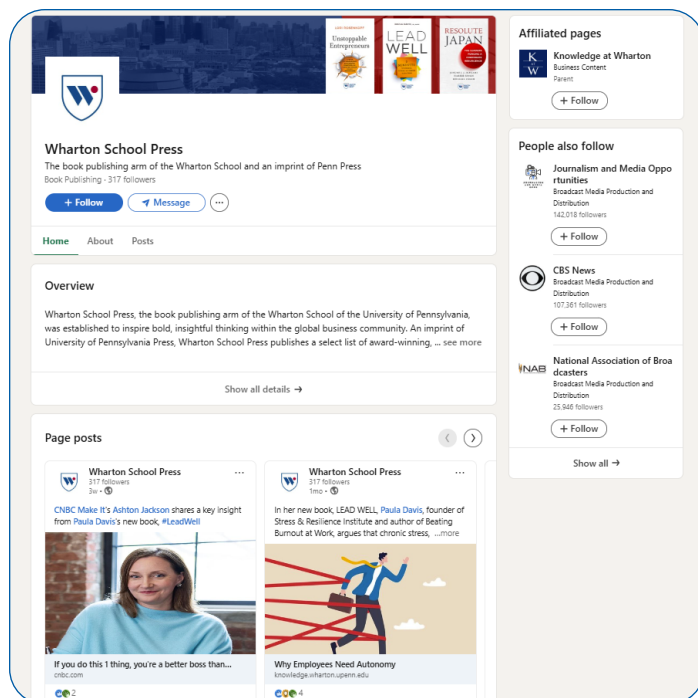 Unstoppable
Entrepreneurs
LEAD
WELL
RESOLUTE
JAPAN
Wharton School Press
The book publishing arm of the Wharton School and an imprint of Penn Press
Book Publishing · 317 followers
+ Follow
Message
Home About Posts
Overview
Wharton School Press, the book publishing arm of the Wharton School of the University of Pennsylvania,
was established to inspire bold, insightful thinking within the global business community. An imprint of
University of Pennsylvania Press, Wharton School Press publishes a select list of award-winning, ... see more
Show all details →
Page posts
Wharton School Press
317 followers
3w •
CNBC Make It's Ashton Jackson shares a key insight
from Paula Davis's new book, #LeadWell
If you do this 1 thing, you're a better boss than...
cnbc.com
2
Wharton School Press
317 followers
1mo •
In her new book, LEAD WELL, Paula Davis, founder of
Stress & Resilience Institute and author of Beating
Burnout at Work, argues that chronic stress, ...more
Why Employees Need Autonomy
knowledge.wharton.upenn.edu
4
Affiliated pages
K
W
Knowledge at Wharton
Business Content
Parent
+ Follow
People also follow
Journalism and Media Oppo
rtunities
Broadcast Media Production and
Distribution
142,018 followers
+ Follow
CBS News
Broadcast Media Production and
Distribution
107,361 followers
+ Follow
NAB
National Association of Broa
dcasters
Broadcast Media Production and
Distribution
25,946 followers
+ Follow
Show all →